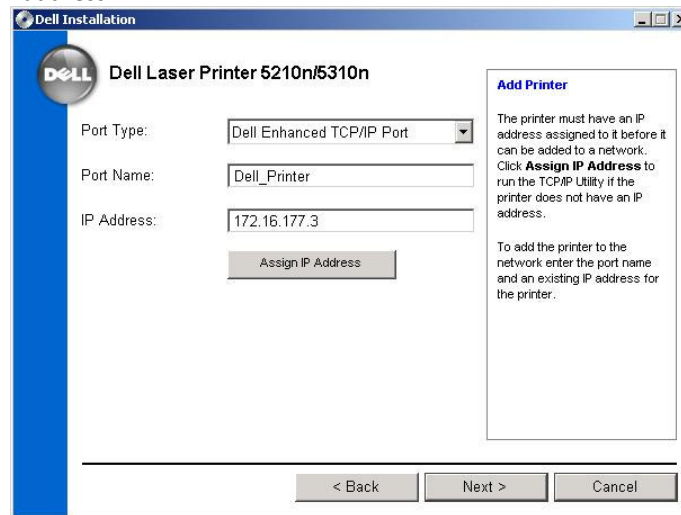 Dell Installation
DELL
Dell Laser Printer 5210n/5310n
Port Type:
Dell Enhanced TCP/IP Port
Port Name:
Dell_Printer
IP Address:
172.16.177.3
Assign IP Address
Add Printer
The printer must have an IP
address assigned to it before it
can be added to a network.
Click Assign IP Address to
run the TCP/IP Utility if the
printer does not have an IP
address.
To add the printer to the
network enter the port name
and an existing IP address for
the printer.
< Back
Next >
Cancel